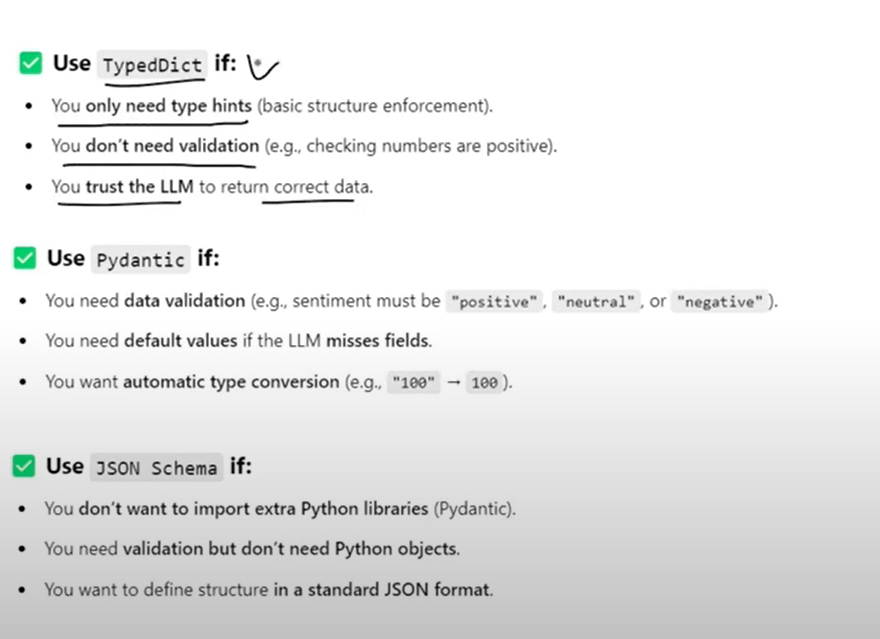 Use TypedDict if:
• You only need type hints (basic structure enforcement).
• You don't need validation (e.g., checking numbers are positive).
• You trust the LLM to return correct data.
Use Pydantic if:
• You need data validation (e.g., sentiment must be "positive", "neutral", or "negative").
• You need default values if the LLM misses fields.
• You want automatic type conversion (e.g., "100" → 100).
Use JSON Schema if:
• You don't want to import extra Python libraries (Pydantic).
• You need validation but don't need Python objects.
• You want to define structure in a standard JSON format.